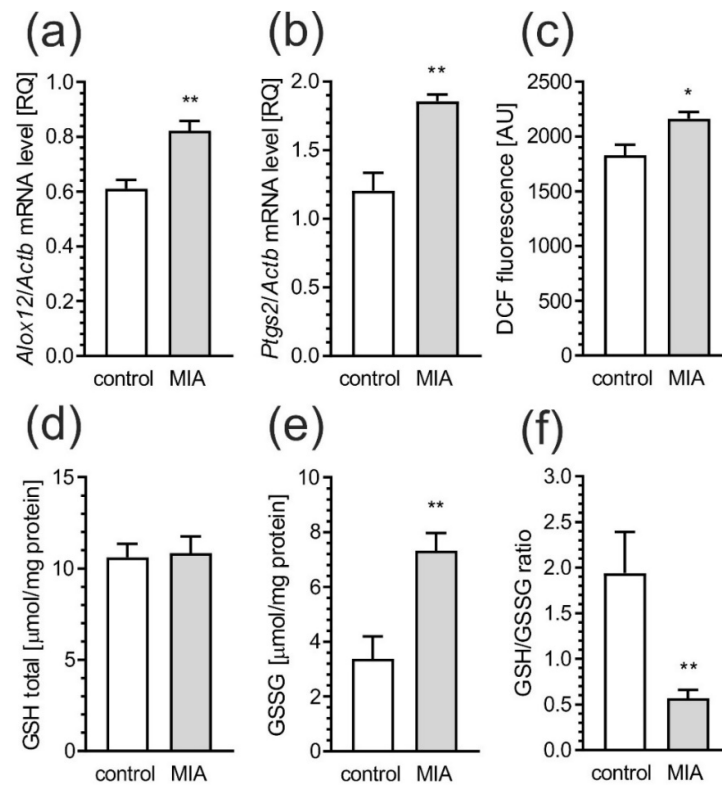 (a)
Alox12/Actb mRNA level [RQ]
1.0
0.8
0.6
0.4
0.2
0.0
**
control MIA
(b)
Ptgs2/Actb mRNA level [RQ]
2.0
1.6
1.2
0.8
0.4
0.0
**
control MIA
(c)
DCF fluorescence [AU]
2500
2000
1500
1000
500
0
*
control MIA
(d)
GSH total [µmol/mg protein]
15
10
5
0
control MIA
(e)
GSSG [µmol/mg protein]
10
8
6
4
2
0
**
control MIA
(f)
GSH/GSSG ratio
3.0
2.5
2.0
1.5
1.0
0.5
0.0
**
control MIA